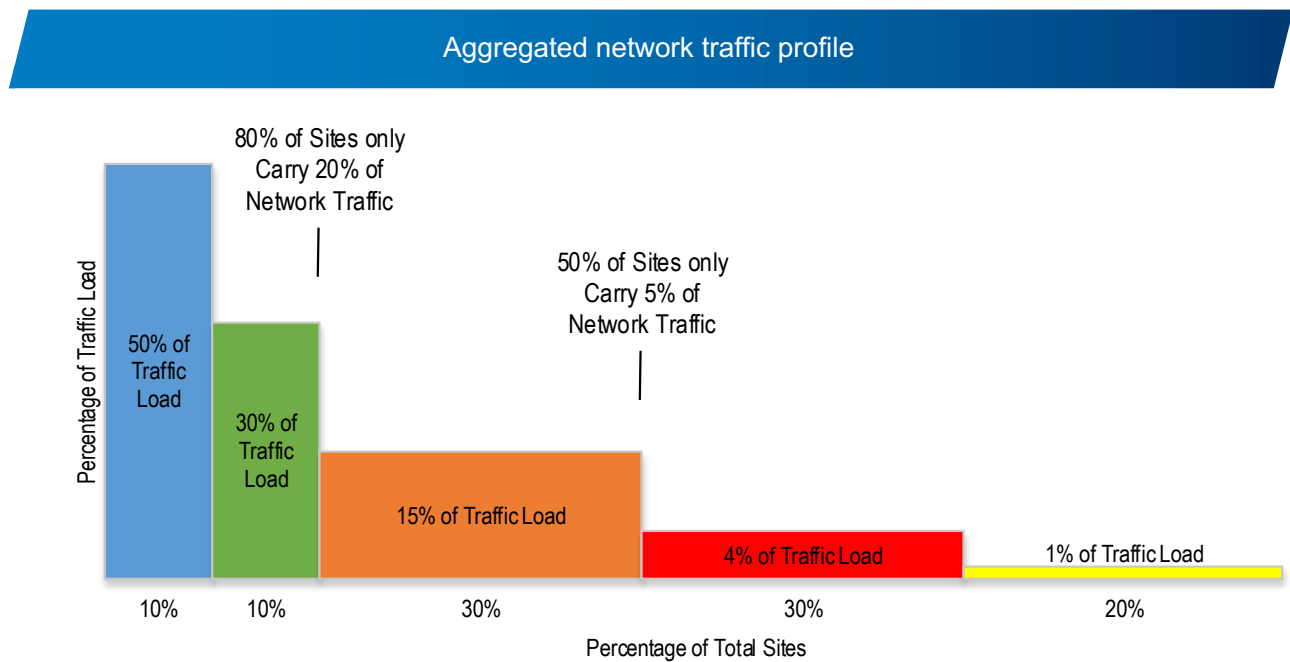 Aggregated network traffic profile
80% of Sites only
Carry 20% of
Network Traffic
50% of Sites only
Carry 5% of
Network Traffic
Percentage of Traffic Load
50% of
Traffic
Load
30% of
Traffic
Load
15% of Traffic Load
4% of Traffic Load
1% of Traffic Load
10%
10%
30%
30%
20%
Percentage of Total Sites